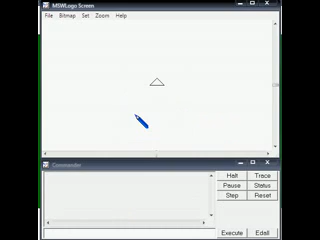 MSWLogo Screen
File Bitmap Set Zoom Help
Commander
Halt Trace
Pause Status
Step Reset
Execute Edall